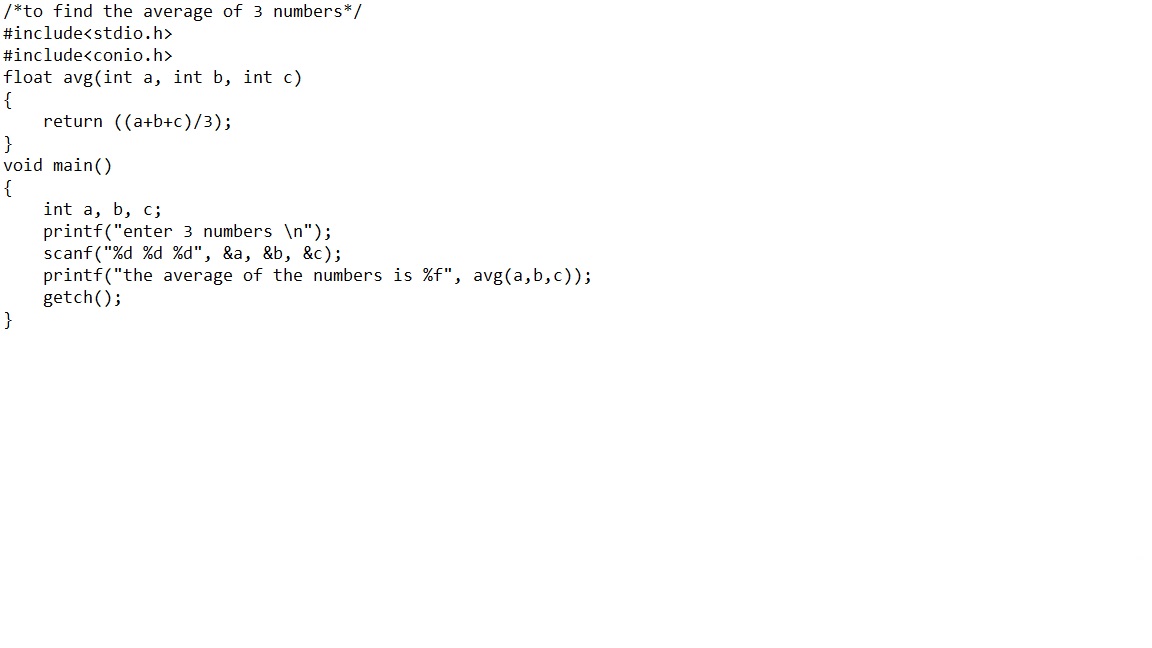 /*to find the average of 3 numbers*/
#include<stdio.h>
#include<conio.h>
float avg(int a, int b, int c)
{
    return ((a+b+c)/3);
}
void main()
{
    int a, b, c;
    printf("enter 3 numbers \n");
    scanf("%d %d %d", &a, &b, &c);
    printf("the average of the numbers is %f", avg(a,b,c));
    getch();
}